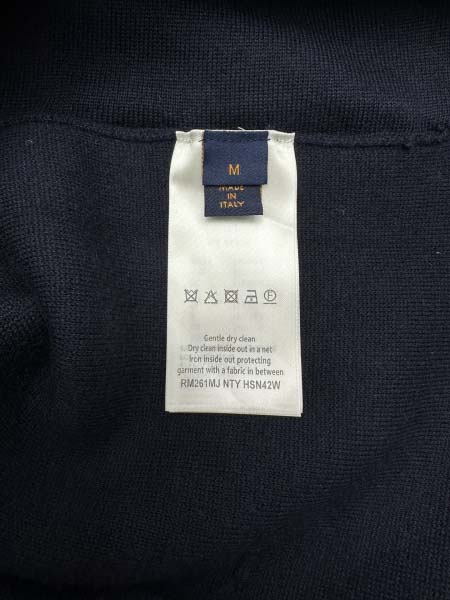 M
MADE
IN
ITALY
Gentle dry clean
Dry clean inside out in a net
Iron inside out protecting
garment with a fabric in between
RM261MJ NTY HSN42W